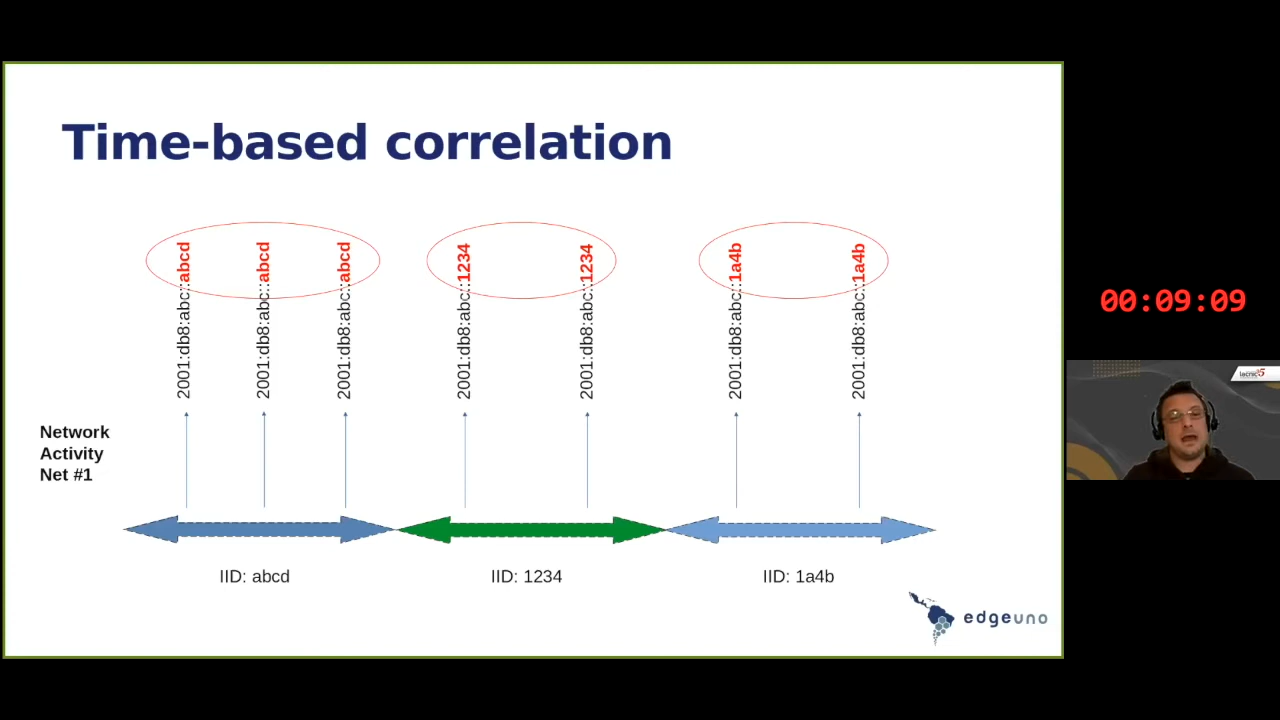 Time-based correlation
2001:db8:abc::abcd
2001:db8:abc::abcd
2001:db8:abc::abcd
2001:db8:abc::1234
2001:db8:abc::1234
2001:db8:abc::1a4b
2001:db8:abc::1a4b
00:09:09
lacnic35
Network
Activity
Net #1
IID: abcd
IID: 1234
IID: 1a4b
edgeuno